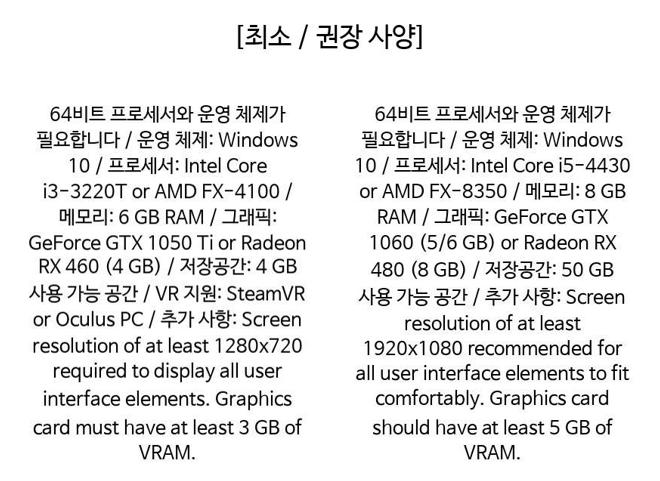 [최소 / 권장 사양]
64비트 프로세서와 운영 체제가
필요합니다 / 운영 체제: Windows
10 / 프로세서: Intel Core
i3-3220T or AMD FX-4100 /
메모리: 6 GB RAM / 그래픽:
GeForce GTX 1050 Ti or Radeon
RX 460 (4 GB) / 저장공간: 4 GB
사용 가능 공간 / VR 지원: SteamVR
or Oculus PC / 추가 사항: Screen
resolution of at least 1280x720
required to display all user
interface elements. Graphics
card must have at least 3 GB of
VRAM.
64비트 프로세서와 운영 체제가
필요합니다 / 운영 체제: Windows
10 / 프로세서: Intel Core i5-4430
or AMD FX-8350 / 메모리: 8 GB
RAM / 그래픽: GeForce GTX
1060 (5/6 GB) or Radeon RX
480 (8 GB) / 저장공간: 50 GB
사용 가능 공간 / 추가 사항: Screen
resolution of at least
1920x1080 recommended for
all user interface elements to fit
comfortably. Graphics card
should have at least 5 GB of
VRAM.